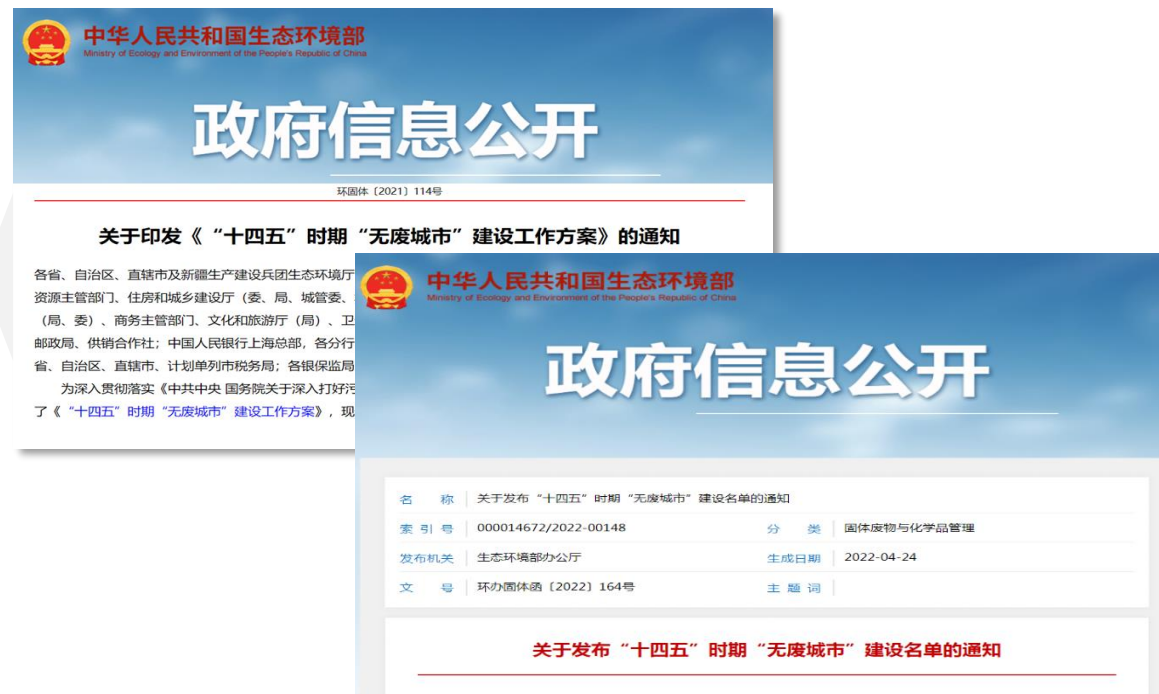 中华人民共和国生态环境部
Ministry of Ecology and Environment of the People's Republic of China
政府信息公开
环固体〔2021〕114号
关于印发《“十四五”时期“无废城市”建设工作方案》的通知
各省、自治区、直辖市及新疆生产建设兵团生态环境厅
资源主管部门、住房和城乡建设厅（委、局、城管委、
（局、委）、商务主管部门、文化和旅游厅（局）、卫
邮政局、供销合作社；中国人民银行上海总部，各分行
省、自治区、直辖市、计划单列市税务局；各银保监局
为深入贯彻落实《中共中央 国务院关于深入打好污
了《“十四五”时期“无废城市”建设工作方案》，现
中华人民共和国生态环境部
Ministry of Ecology and Environment of the People's Republic of China
政府信息公开
名 称 关于发布“十四五”时期“无废城市”建设名单的通知
索引号 000014672/2022-00148 分 类 固体废物与化学品管理
发布机关 生态环境部办公厅 生成日期 2022-04-24
文 号 环办固体函〔2022〕164号 主题词
关于发布“十四五”时期“无废城市”建设名单的通知